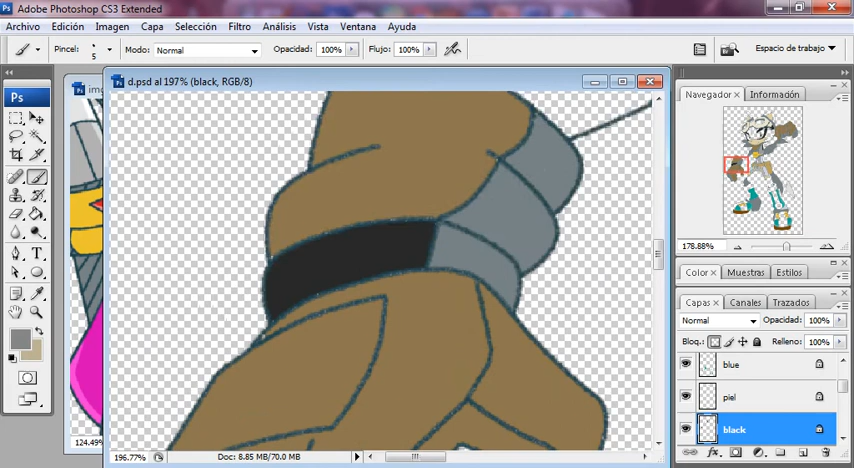 Adobe Photoshop CS3 Extended
Archivo Edición Imagen Capa Selección Filtro Análisis Vista Ventana Ayuda
Pincel: 5 Modo: Normal Opacidad: 100% Flujo: 100% Espacio de trabajo
Ps
img
d.psd al 197% (black, RGB/8)
Navegador Información
178.88%
Color Muestras Estilos
Capas Canales Trazados
Normal Opacidad: 100%
Bloq.: Relleno: 100%
blue
piel
black
124.49%
196.77% Doc: 8.85 MB/70.0 MB